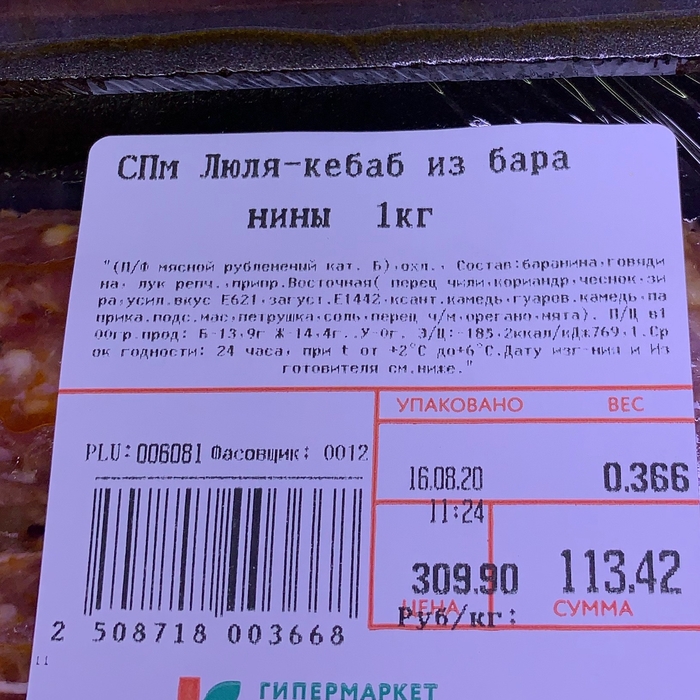 СПм Люля-кебаб из бара
нины 1кг
"(П/Ф мясной рублененый кат. Б),охл., Состав:баранина,говяди
на, лук репч.,припр.Восточная( перец чили,кориандр,чеснок,зи
ра,усил.вкус Е621,загуст.Е1442,ксант.камедь,гуаров.камедь,па
прика,подс.мас,петрушка,соль,перец ч/м,орегано,мята). П/Ц в1
00гр.прод: Б-13,9г Ж-14,4г.,У-0г. Э/Ц:-185,2ккал/кДж769,1.Ср
ок годности: 24 часа, при t от +2°С до+6°С.Дату изг-ния и Из
готовителя см.ниже."
УПАКОВАНО ВЕС
PLU:006081 Фасовщик: 0012
16.08.20 0.366
11:24
309.90 113.42
ЦЕНА СУММА
Руб/кг:
2 508718 003668
11
ГИПЕРМАРКЕТ